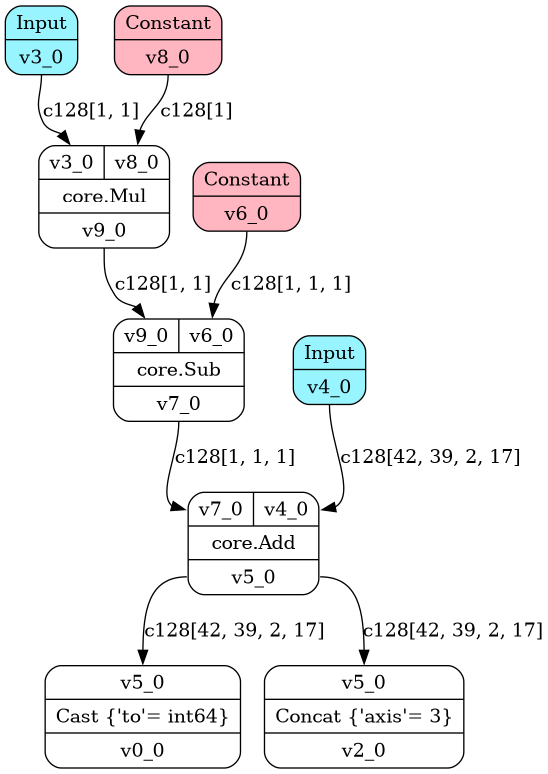 Input
v3_0
Constant
v8_0
c128[1, 1]
c128[1]
v3_0
v8_0
core.Mul
v9_0
Constant
v6_0
c128[1, 1]
c128[1, 1, 1]
v9_0
v6_0
core.Sub
v7_0
Input
v4_0
c128[1, 1, 1]
c128[42, 39, 2, 17]
v7_0
v4_0
core.Add
v5_0
c128[42, 39, 2, 17]
c128[42, 39, 2, 17]
v5_0
Cast {'to'= int64}
v0_0
v5_0
Concat {'axis'= 3}
v2_0